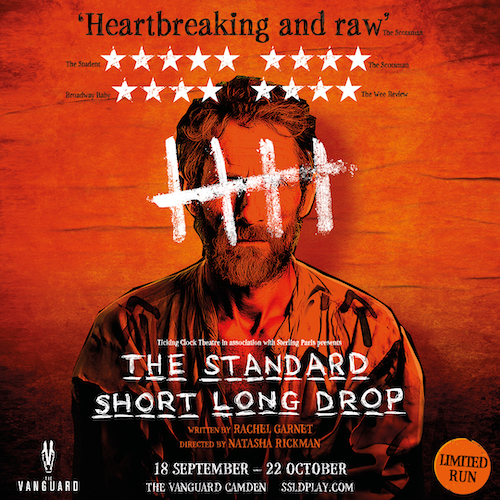 "Heartbreaking and raw" The Scotsman
The Student ★★★★★ ★★★★ The Scotsman
Broadway Baby ★★★★ ★★★★ The Wee Review
Ticking Clock Theatre in association with Sterling Paris presents
THE STANDARD
SHORT LONG DROP
WRITTEN BY RACHEL GARNET
DIRECTED BY NATASHA RICKMAN
18 SEPTEMBER – 22 OCTOBER
THE VANGUARD CAMDEN SSLDPLAY.COM
THE
VANGUARD
LIMITED
RUN